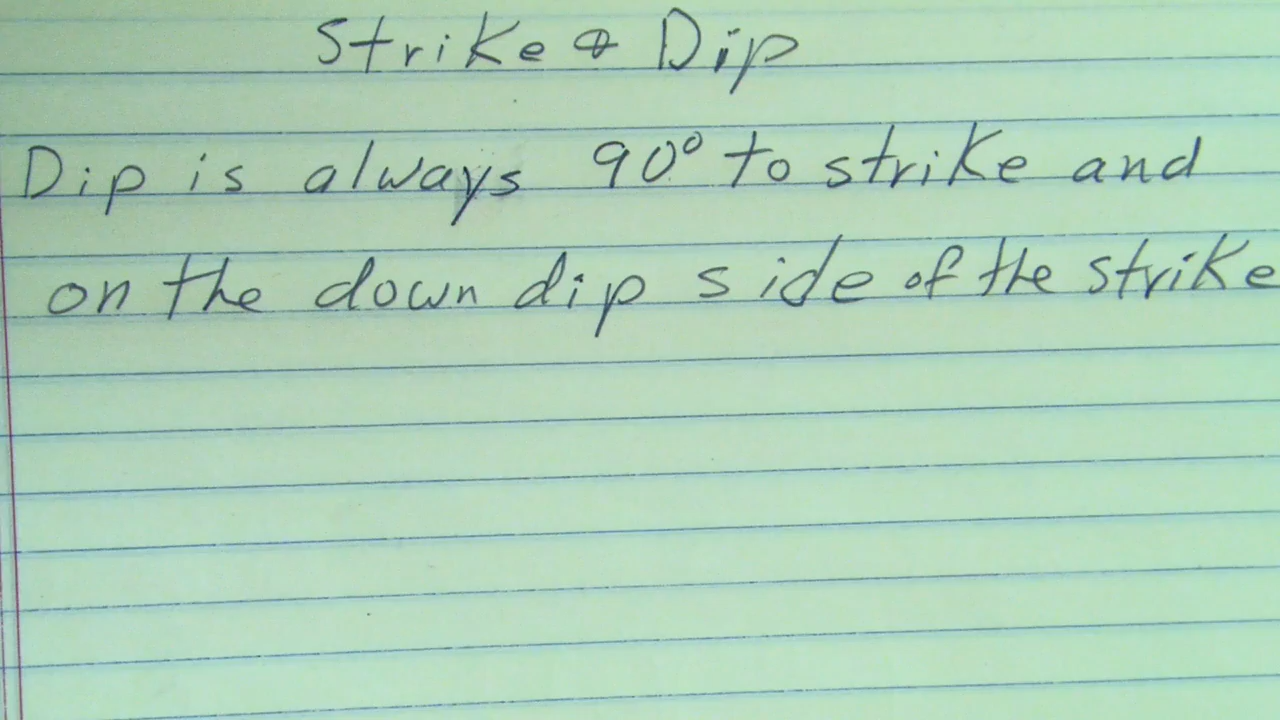 Strike & Dip
Dip is always 90° to strike and
on the down dip side of the strike